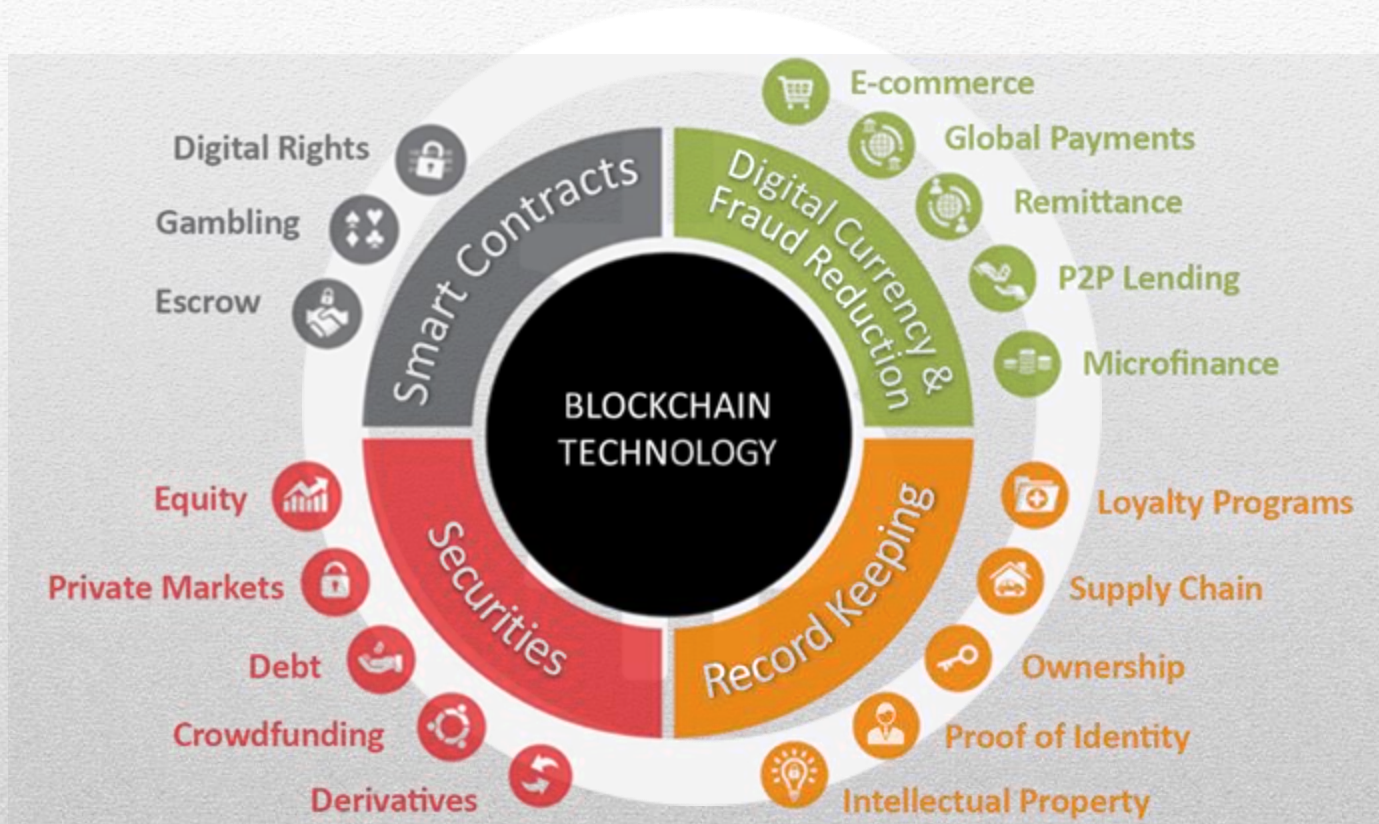 BLOCKCHAIN
TECHNOLOGY
Smart Contracts
Digital Rights
Gambling
Escrow
Digital Currency &
Fraud Reduction
E-commerce
Global Payments
Remittance
P2P Lending
Microfinance
Securities
Equity
Private Markets
Debt
Crowdfunding
Derivatives
Record Keeping
Loyalty Programs
Supply Chain
Ownership
Proof of Identity
Intellectual Property